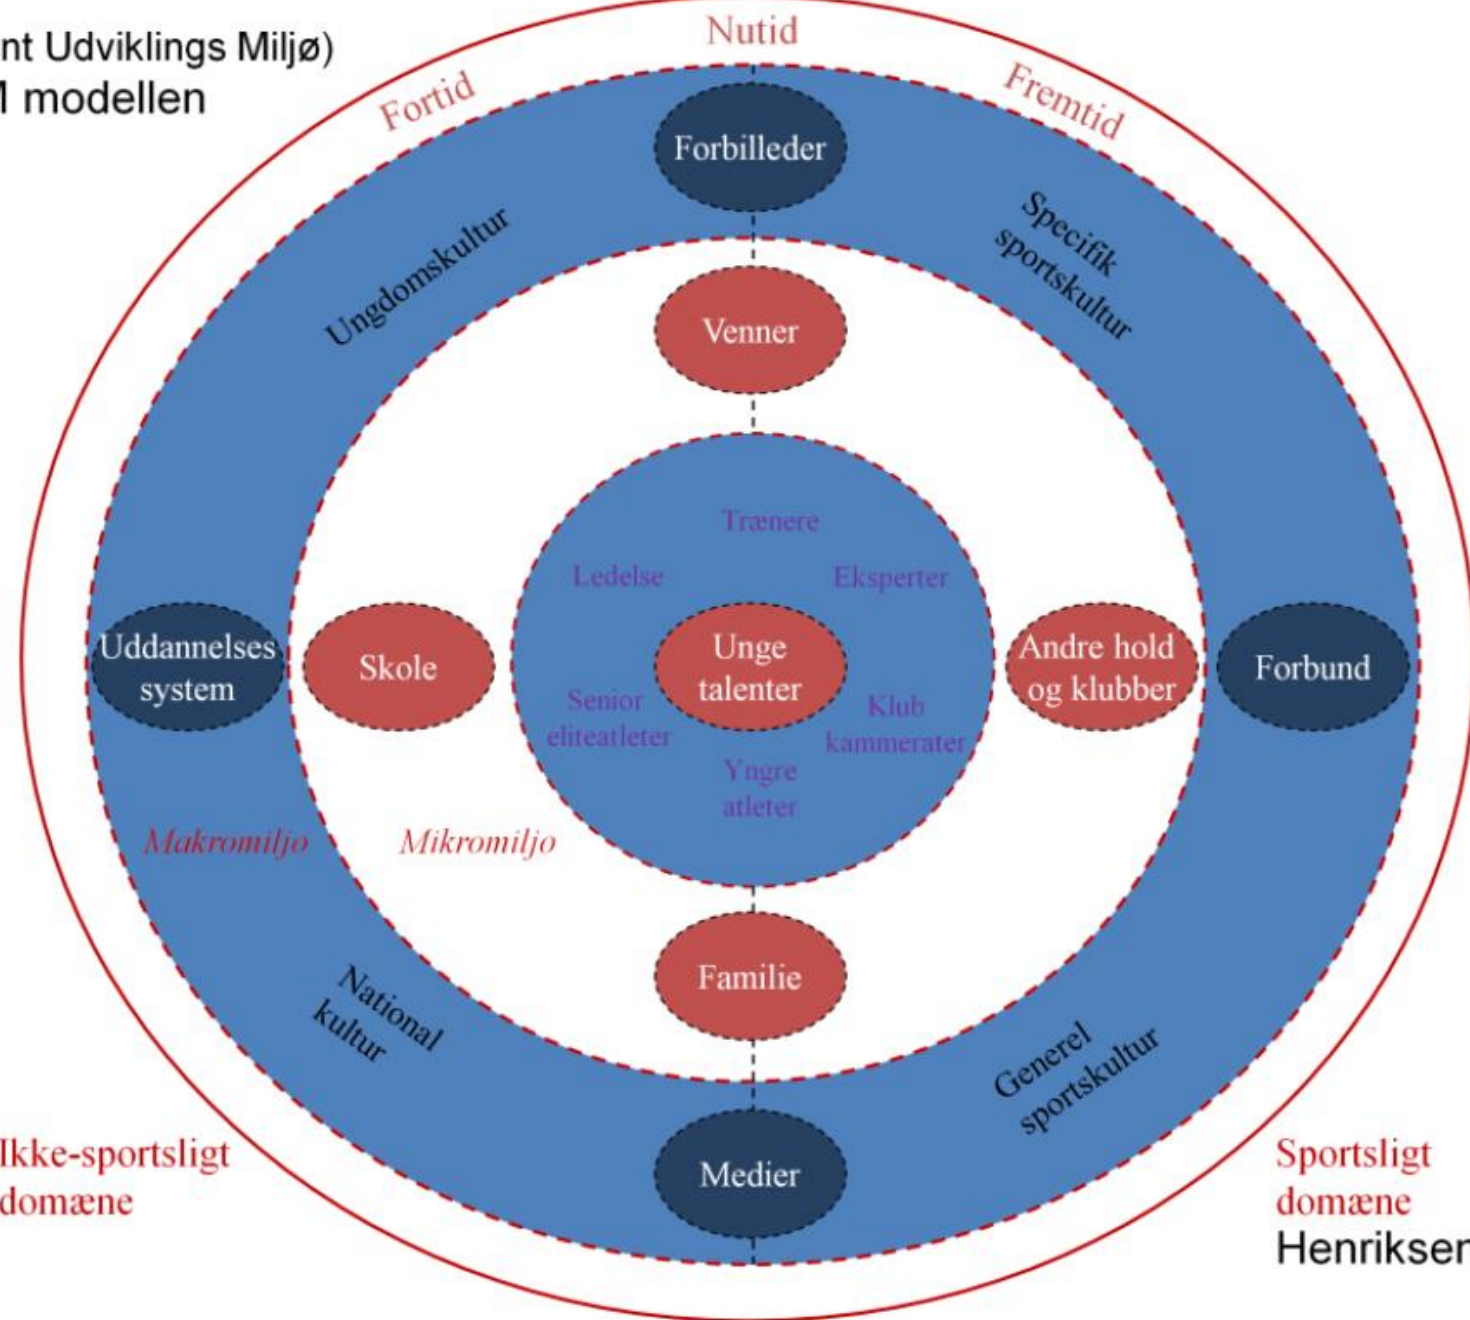 nt Udviklings Miljø)
modellen
Nutid
Fortid
Fremtid
Forbilleder
Ungdomskultur
Specifik
sportskultur
Venner
Trænere
Ledelse
Eksperter
Uddannelses
system
Skole
Unge
talenter
Andre hold
og klubber
Forbund
Senior
eliteatleter
Klub
kammerater
Yngre
atleter
Makromiljø
Mikromiljø
Familie
National
kultur
Generel
sportskultur
Medier
Ikke-sportsligt
domæne
Sportsligt
domæne
Henriksen